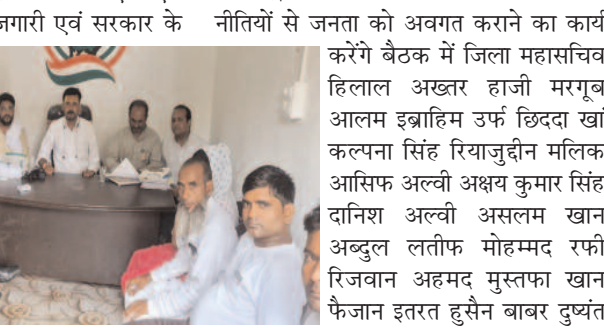 जगारी एवं सरकार के
नीतियों से जनता को अवगत कराने का कार्य
करेंगे बैठक में जिला महासचिव
हिलाल अख्तर हाजी मरगूब
आलम इब्राहिम उर्फ छिददा खां
कल्पना सिंह रियाजुद्दीन मलिक
आसिफ अल्वी अक्षय कुमार सिंह
दानिश अल्वी असलम खान
अब्दुल लतीफ मोहम्मद रफी
रिजवान अहमद मुस्तफा खान
फैजान इतरत हुसैन बाबर दुष्यंत